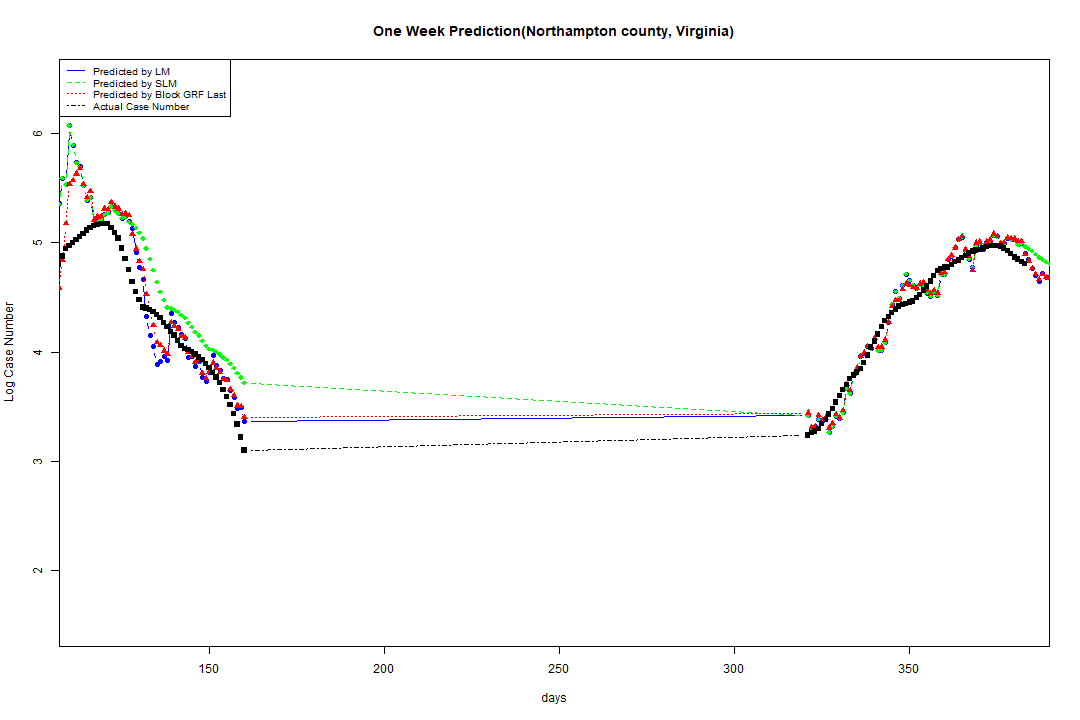 One Week Prediction(Northampton county, Virginia)
Predicted by LM
Predicted by SLM
Predicted by Block GRF Last
Actual Case Number
Log Case Number
6
5
4
3
2
150 200 250 300 350
days